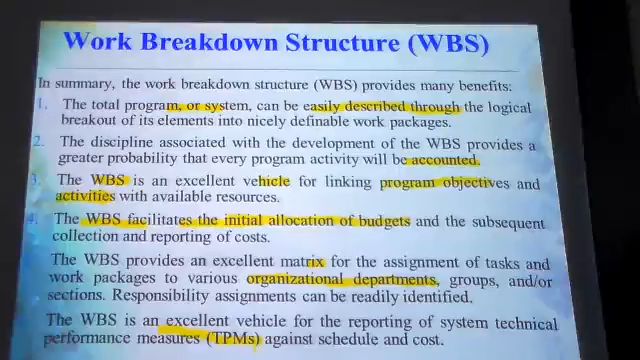 Work Breakdown Structure (WBS)
In summary, the work breakdown structure (WBS) provides many benefits:
1. The total program, or system, can be easily described through the logical
breakout of its elements into nicely definable work packages.
2. The discipline associated with the development of the WBS provides a
greater probability that every program activity will be accounted.
3. The WBS is an excellent vehicle for linking program objectives and
activities with available resources.
4. The WBS facilitates the initial allocation of budgets and the subsequent
collection and reporting of costs.
The WBS provides an excellent matrix for the assignment of tasks and
work packages to various organizational departments, groups, and/or
sections. Responsibility assignments can be readily identified.
The WBS is an excellent vehicle for the reporting of system technical
performance measures (TPMs) against schedule and cost.